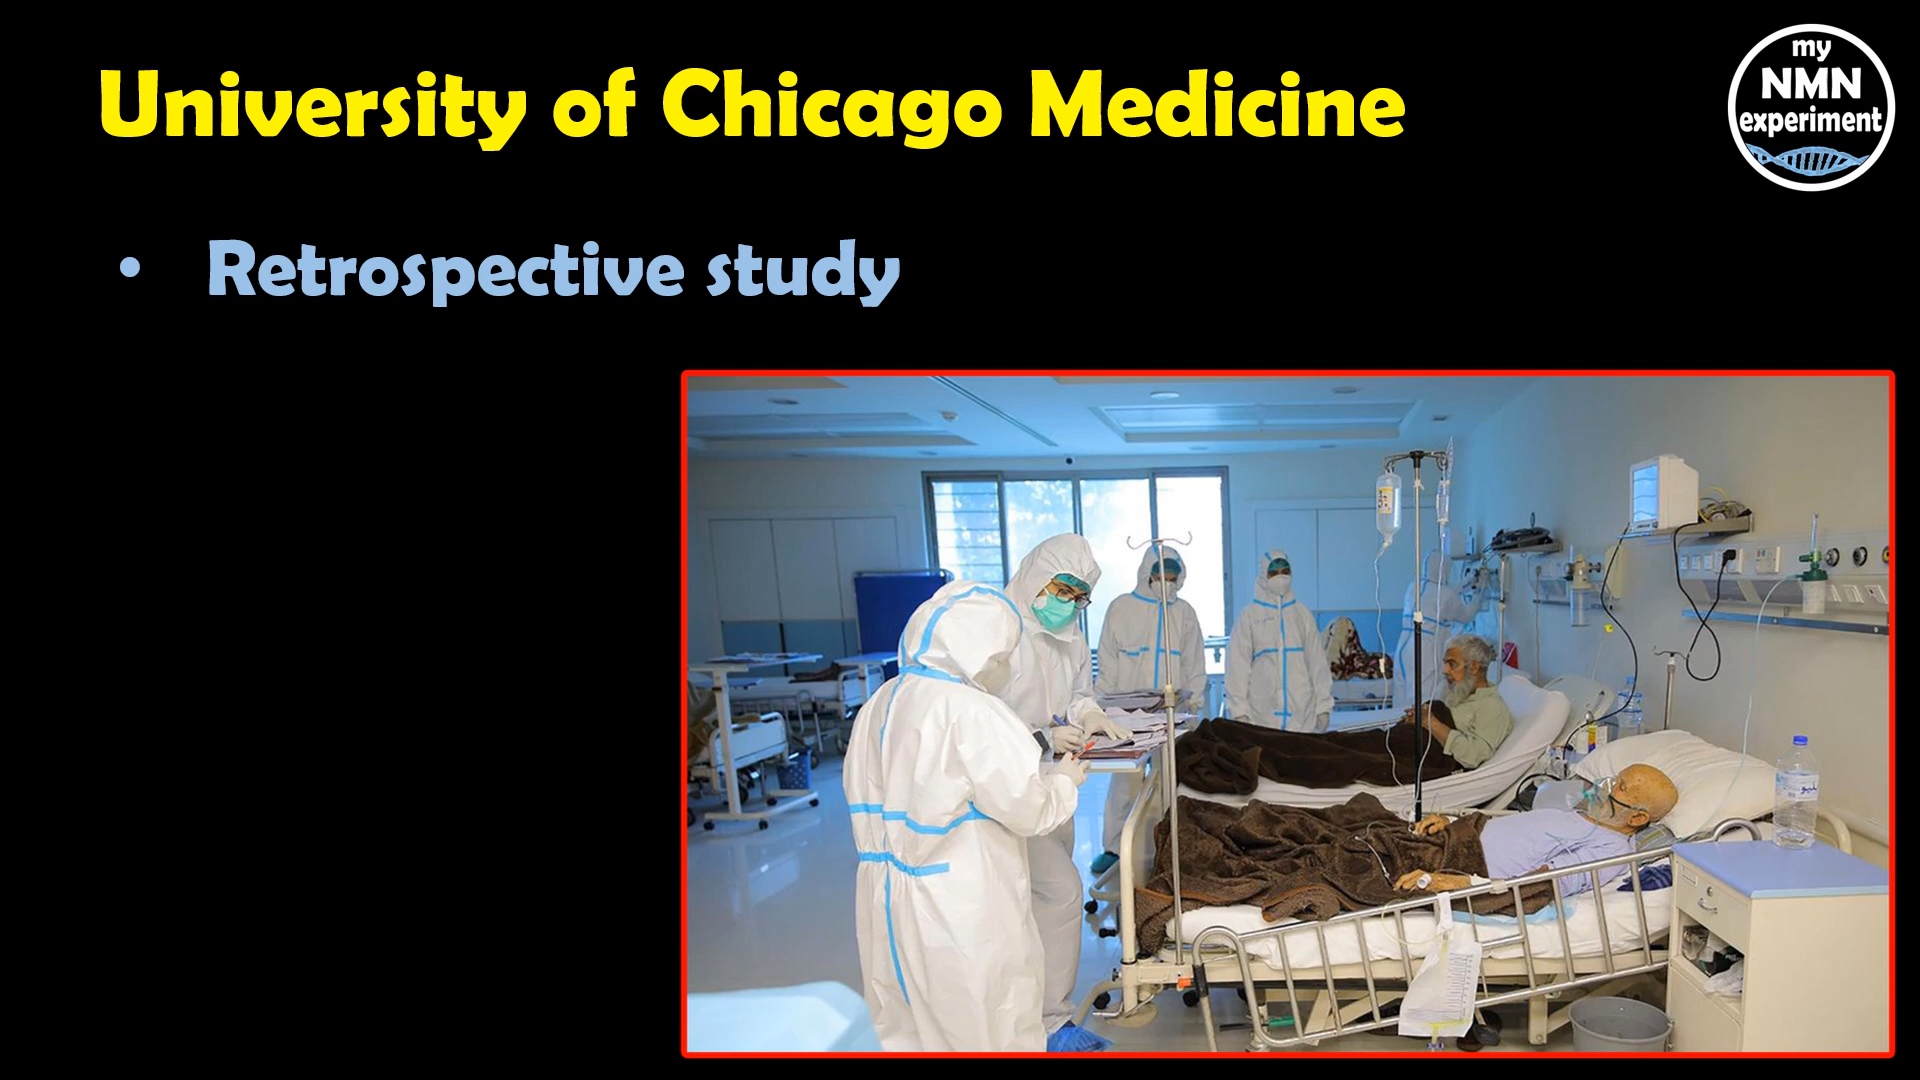 University of Chicago Medicine
my
NMN
experiment
• Retrospective study